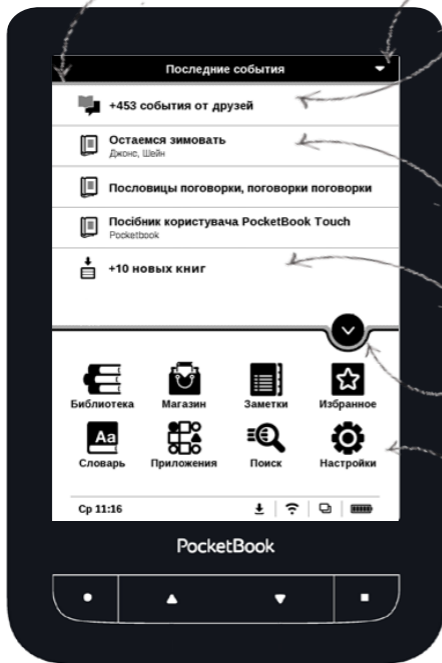 Последние события
+453 события от друзей
Остаемся зимовать
Джонс, Шейн
Пословицы поговорки, поговорки поговорки
Посібник користувача PocketBook Touch
Pocketbook
+10 новых книг
Библиотека Магазин Заметки Избранное
Aa
Словарь Приложения Поиск Настройки
Ср 11:16
PocketBook